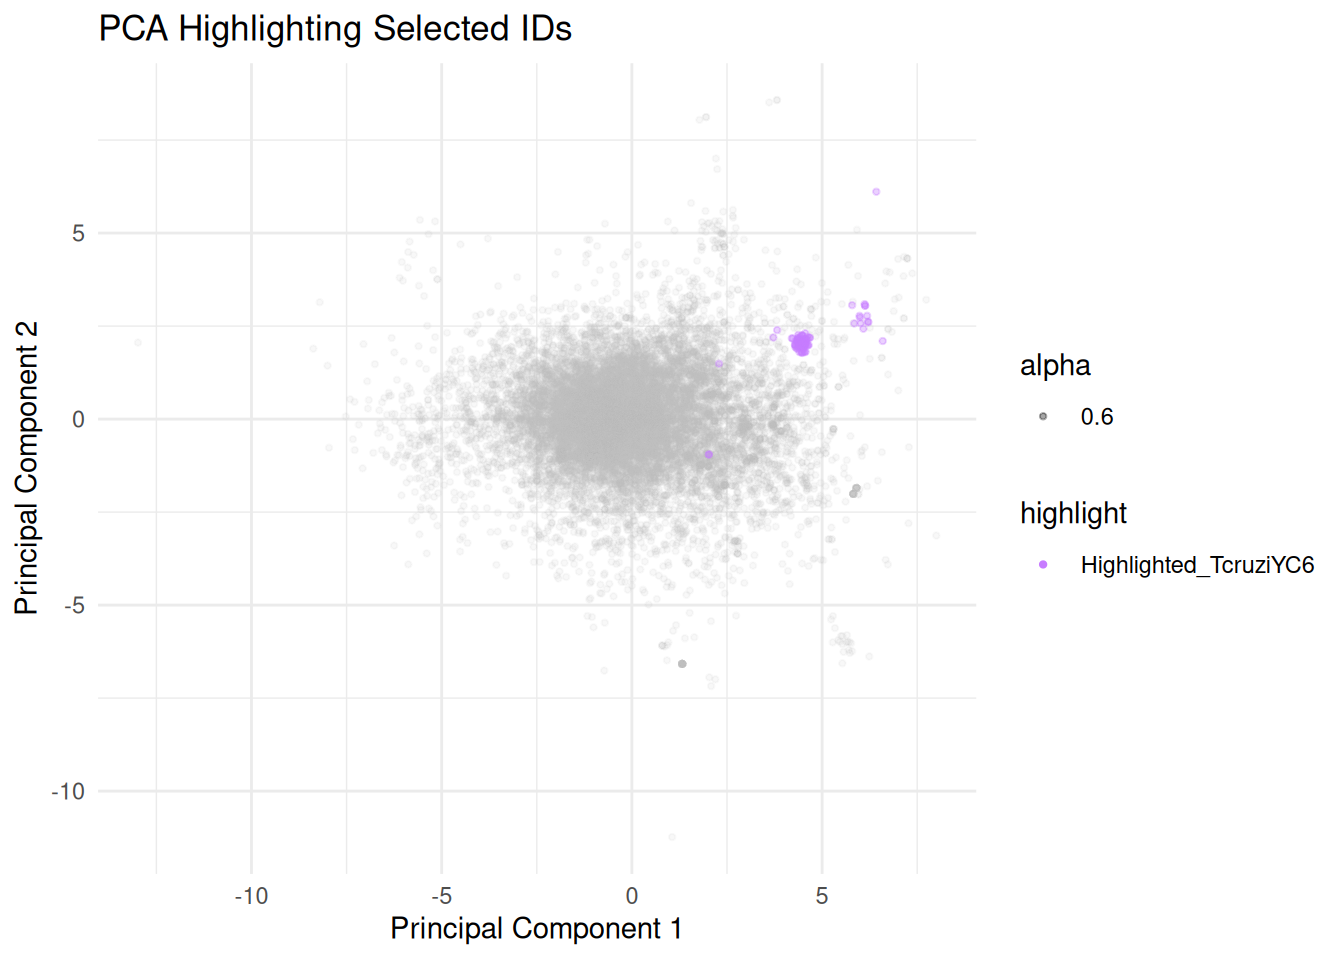 PCA Highlighting Selected IDs
Principal Component 2
5
0
-5
-10
-10
-5
0
5
Principal Component 1
alpha
0.6
highlight
Highlighted_TcruziYC6